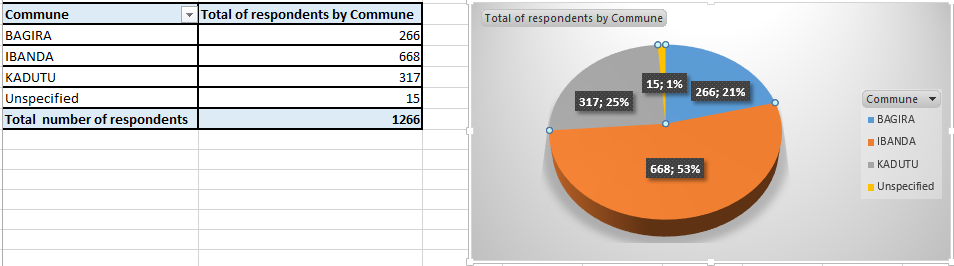 Commune Total of respondents by Commune
BAGIRA 266
IBANDA 668
KADUTU 317
Unspecified 15
Total number of respondents 1266
Total of respondents by Commune
15; 1%
266; 21%
317; 25%
668; 53%
Commune
BAGIRA
IBANDA
KADUTU
Unspecified